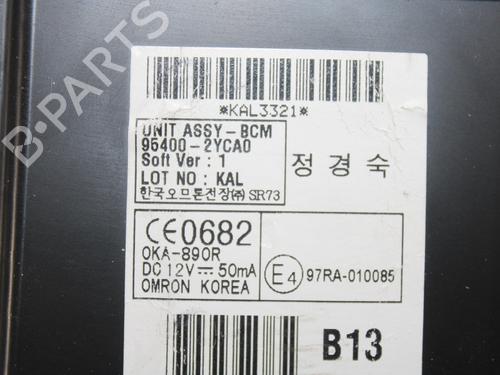 B-PARTS
*KAL3321*
UNIT ASSY-BCM
95400-2YCA0
Soft Ver : 1
LOT NO : KAL
한국오므론전장㈜ SIR73
정경숙
CE0682
OKA-890R
DC 12V⎓50mA
OMRON KOREA
E4 97RA-010085
B13